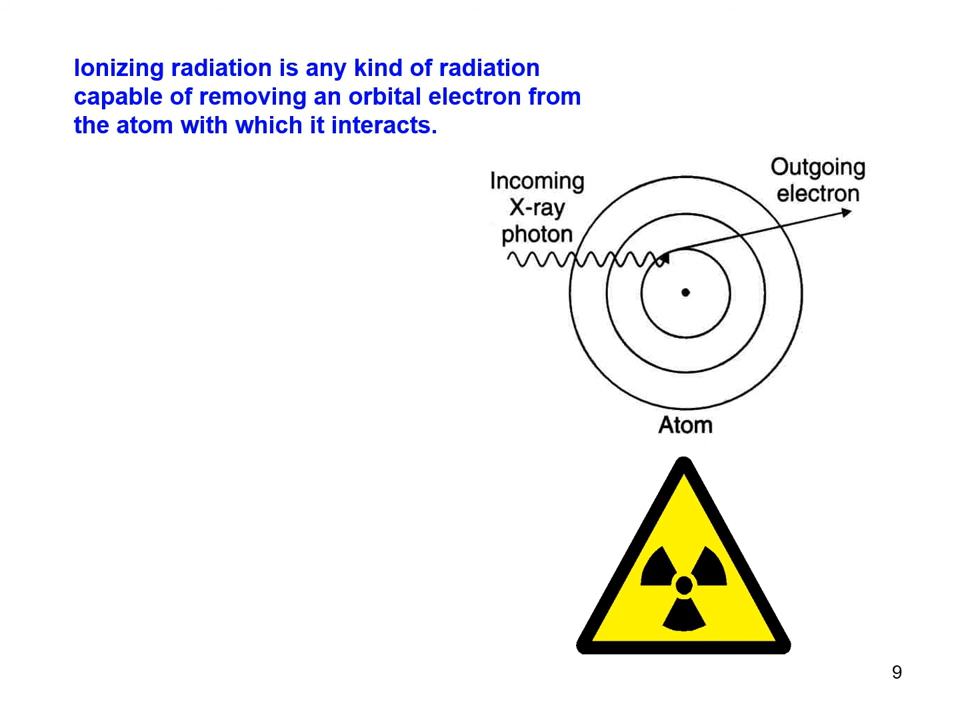 Ionizing radiation is any kind of radiation
capable of removing an orbital electron from
the atom with which it interacts.
Incoming
X-ray
photon
Outgoing
electron
Atom
9